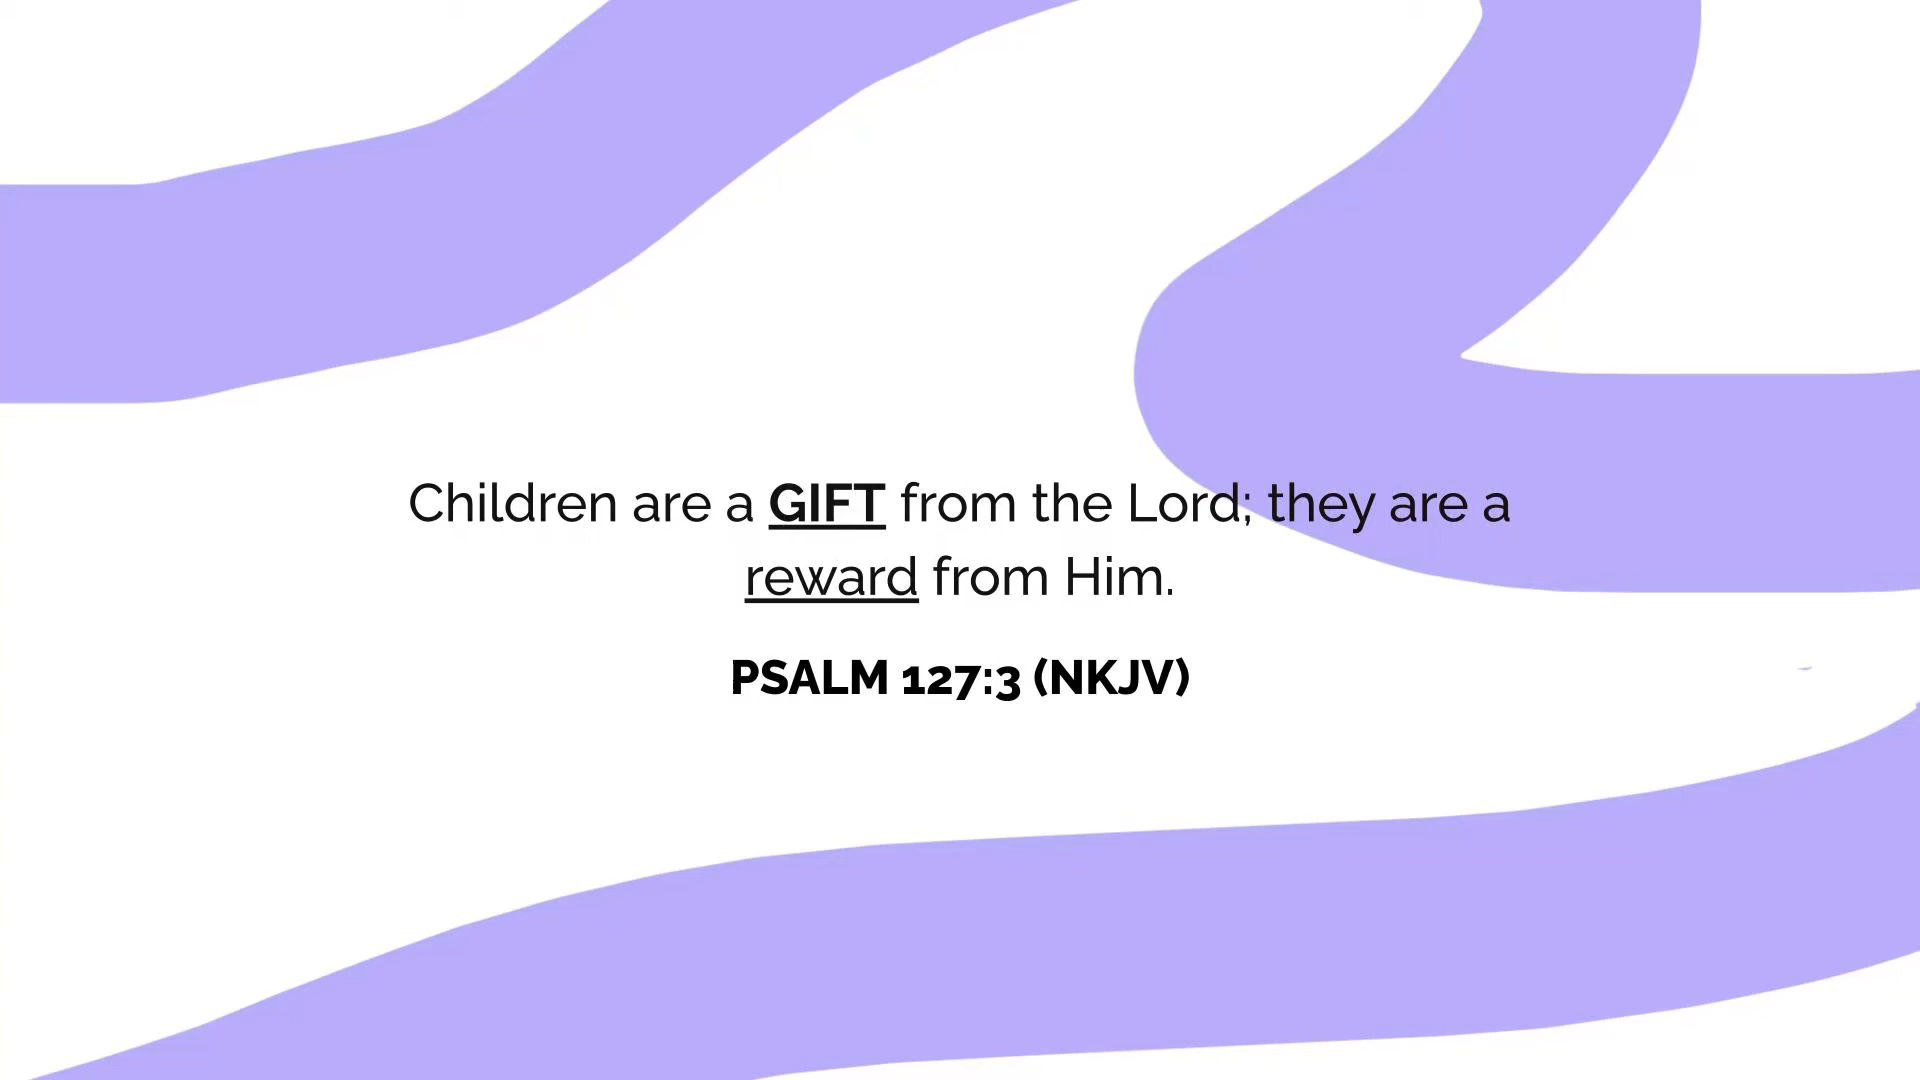 Children are a GIFT from the Lord; they are a
reward from Him.
PSALM 127:3 (NKJV)